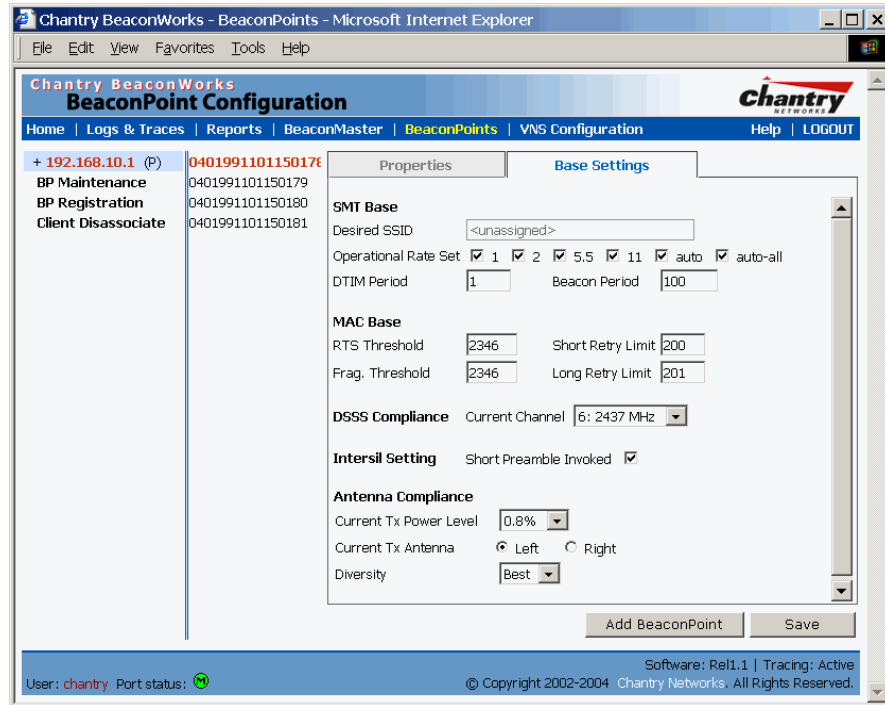 Chantry BeaconWorks - BeaconPoints - Microsoft Internet Explorer
File Edit View Favorites Tools Help
Chantry BeaconWorks
BeaconPoint Configuration
Chantry
NETWORKS
Home | Logs & Traces | Reports | BeaconMaster | BeaconPoints | VNS Configuration Help | LOGOUT
+ 192.168.10.1 (P)
BP Maintenance
BP Registration
Client Disassociate
0401991101150178
0401991101150179
0401991101150180
0401991101150181
Properties Base Settings
SMT Base
Desired SSID <unassigned>
Operational Rate Set 1 2 5.5 11 auto auto-all
DTIM Period 1 Beacon Period 100
MAC Base
RTS Threshold 2346 Short Retry Limit 200
Frag. Threshold 2346 Long Retry Limit 201
DSSS Compliance Current Channel 6: 2437 MHz
Intersil Setting Short Preamble Invoked
Antenna Compliance
Current Tx Power Level 0.8%
Current Tx Antenna Left Right
Diversity Best
Add BeaconPoint Save
Software: Rel1.1 | Tracing: Active
User: chantry Port status: M © Copyright 2002-2004 Chantry Networks. All Rights Reserved.